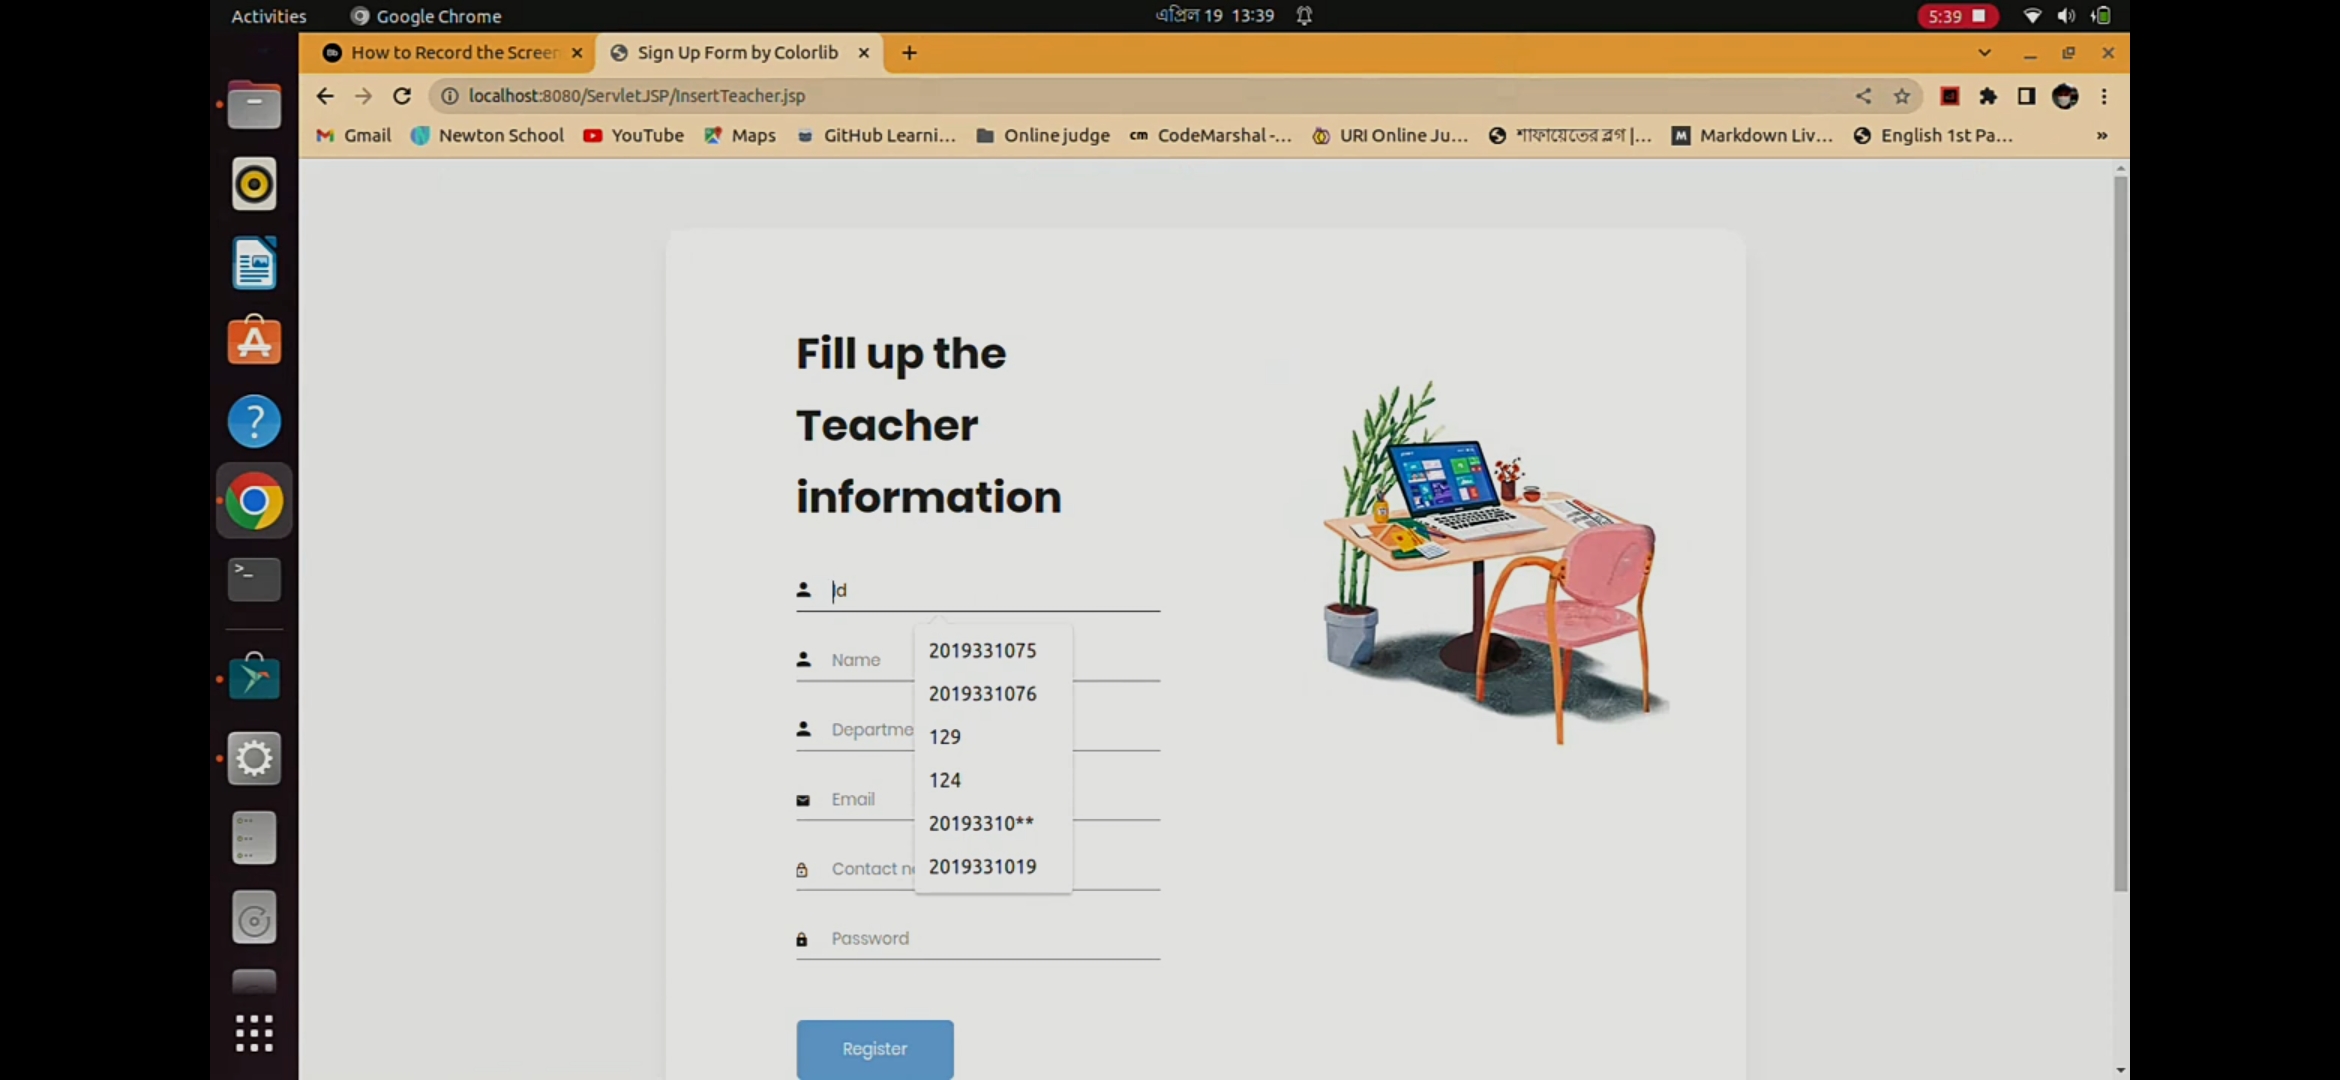 Activities
Google Chrome
এপ্রিল 19 13:39
5:39
How to Record the Screen
Sign Up Form by Colorlib
localhost:8080/ServletJSP/InsertTeacher.jsp
Gmail
Newton School
YouTube
Maps
GitHub Learni...
Online judge
cm CodeMarshal -...
URI Online Ju...
শাফায়েতের ব্লগ |...
M Markdown Liv...
English 1st Pa...
»
Fill up the
Teacher
information
Id
Name
Departme
Email
Contact n
Password
2019331075
2019331076
129
124
20193310**
2019331019
Register